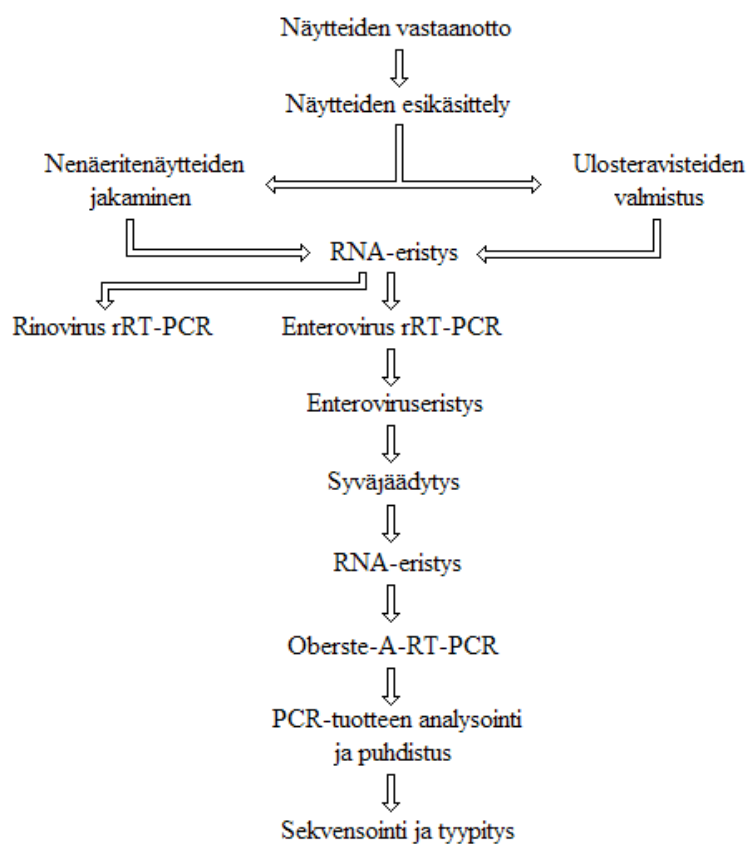 Näytteiden vastaanotto
Näytteiden esikäsittely
Nenäeritenäytteiden
jakaminen
Ulosteravisteiden
valmistus
RNA-eristys
Rinovirus rRT-PCR
Enterovirus rRT-PCR
Enteroviruseristys
Syväjäädytys
RNA-eristys
Oberste-A-RT-PCR
PCR-tuotteen analysointi
ja puhdistus
Sekvensointi ja tyypitys